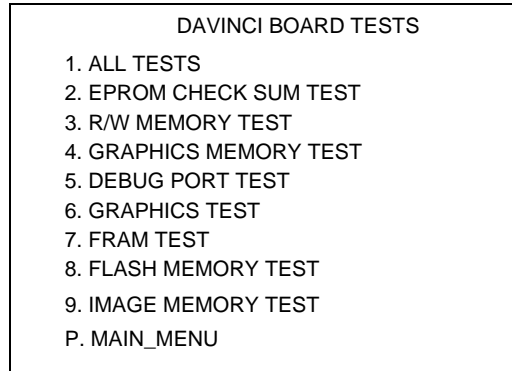 DAVINCI BOARD TESTS
1. ALL TESTS
2. EPROM CHECK SUM TEST
3. R/W MEMORY TEST
4. GRAPHICS MEMORY TEST
5. DEBUG PORT TEST
6. GRAPHICS TEST
7. FRAM TEST
8. FLASH MEMORY TEST
9. IMAGE MEMORY TEST
P. MAIN_MENU